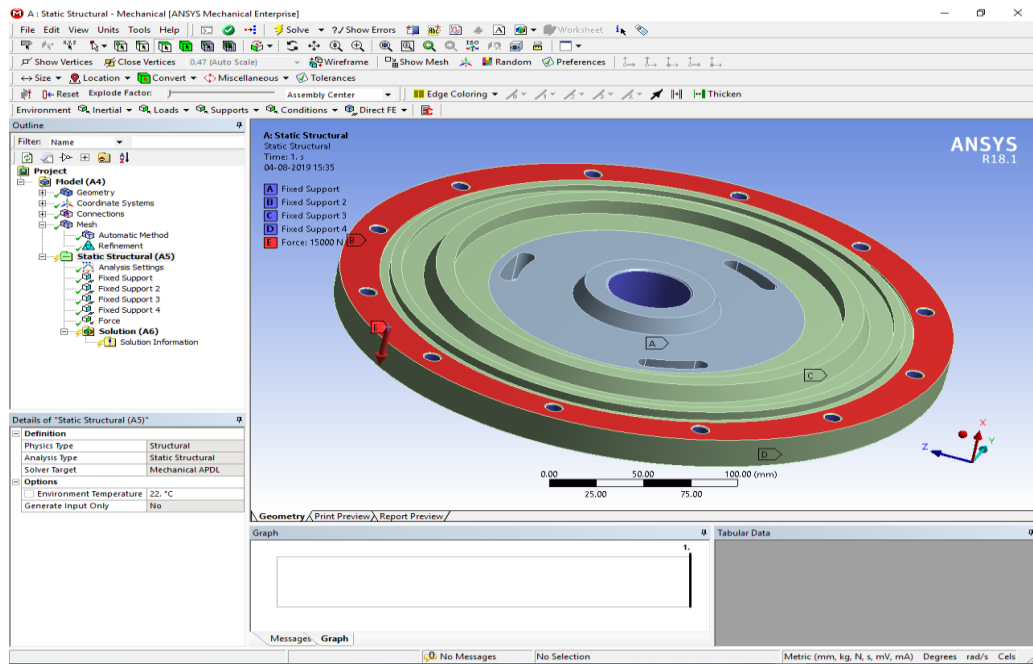 A : Static Structural - Mechanical [ANSYS Mechanical Enterprise]
File Edit View Units Tools Help Solve ?/ Show Errors Worksheet
Show Vertices Close Vertices 0.47 (Auto Scale) Wireframe Show Mesh Random Preferences
Size Location Convert Miscellaneous Tolerances
Reset Explode Factor: Assembly Center Edge Coloring Thicken
Environment Inertial Loads Supports Conditions Direct FE
Outline
Filter: Name
Project
Model (A4)
Geometry
Coordinate Systems
Connections
Mesh
Automatic Method
Refinement
Static Structural (A5)
Analysis Settings
Fixed Support
Fixed Support 2
Fixed Support 3
Fixed Support 4
Force
Solution (A6)
Solution Information
Details of "Static Structural (A5)"
Definition
Physics Type Structural
Analysis Type Static Structural
Solver Target Mechanical APDL
Options
Environment Temperature 22. °C
Generate Input Only No
A: Static Structural
Static Structural
Time: 1. s
04-08-2019 15:35
A Fixed Support
B Fixed Support 2
C Fixed Support 3
D Fixed Support 4
E Force: 15000 N
ANSYS
R18.1
B
E
A
C
D
X
Y
Z
0.00 50.00 100.00 (mm)
25.00 75.00
Geometry Print Preview Report Preview
Graph
1.
Messages Graph
Tabular Data
No Messages No Selection Metric (mm, kg, N, s, mV, mA) Degrees rad/s Cels